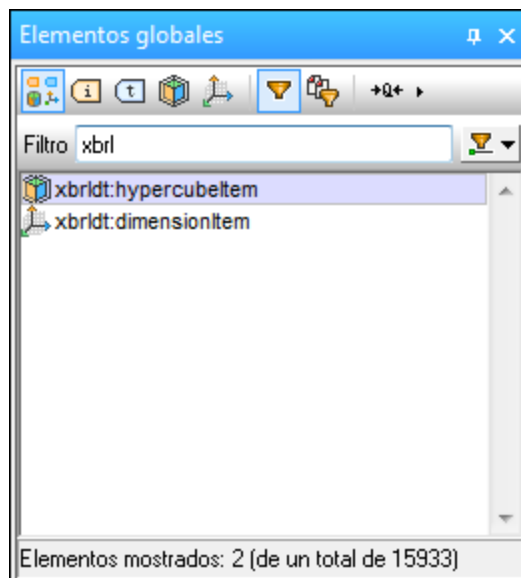 Elementos globales
i t →Q←
Filtro xbrl
xbrldt:hypercubeItem
xbrldt:dimensionItem
Elementos mostrados: 2 (de un total de 15933)